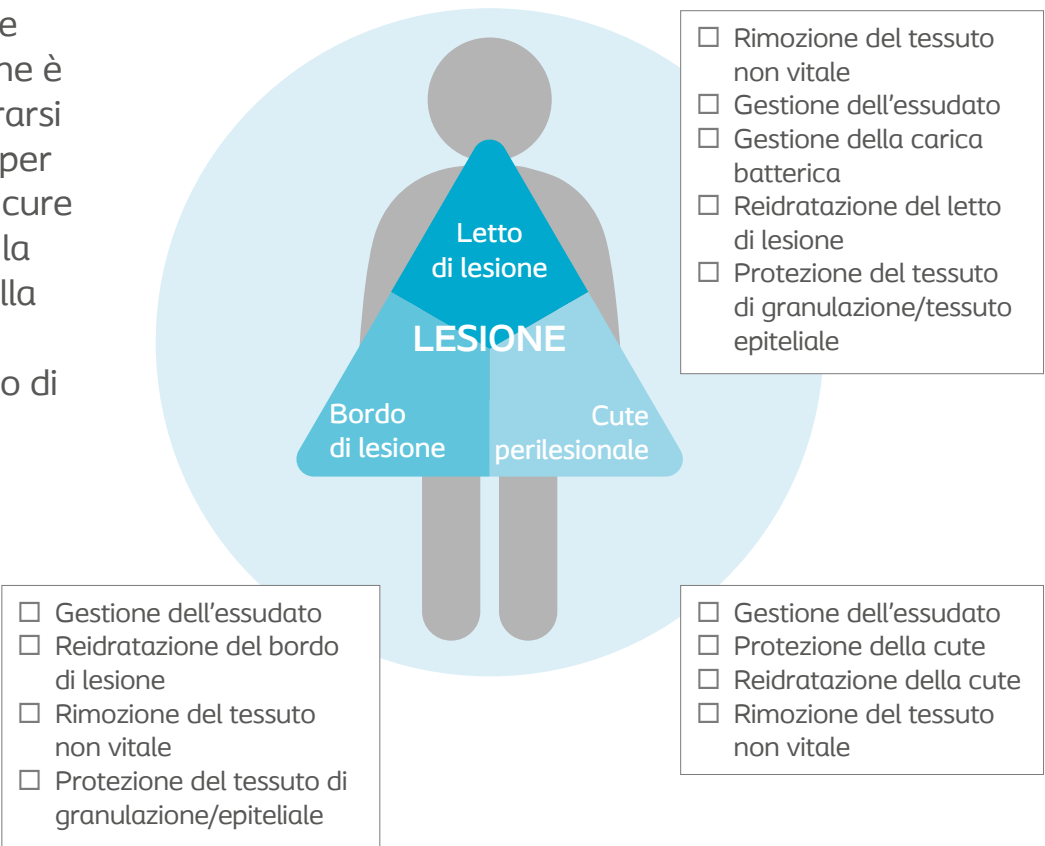 e
ne è
rarsi
per
cure
la
lla
o di
☐ Rimozione del tessuto
non vitale
☐ Gestione dell'essudato
☐ Gestione della carica
batterica
☐ Reidratazione del letto
di lesione
☐ Protezione del tessuto
di granulazione/tessuto
epiteliale
Letto
di lesione
LESIONE
Bordo
di lesione
Cute
perilesionale
☐ Gestione dell'essudato
☐ Reidratazione del bordo
di lesione
☐ Rimozione del tessuto
non vitale
☐ Protezione del tessuto di
granulazione/epiteliale
☐ Gestione dell'essudato
☐ Protezione della cute
☐ Reidratazione della cute
☐ Rimozione del tessuto
non vitale